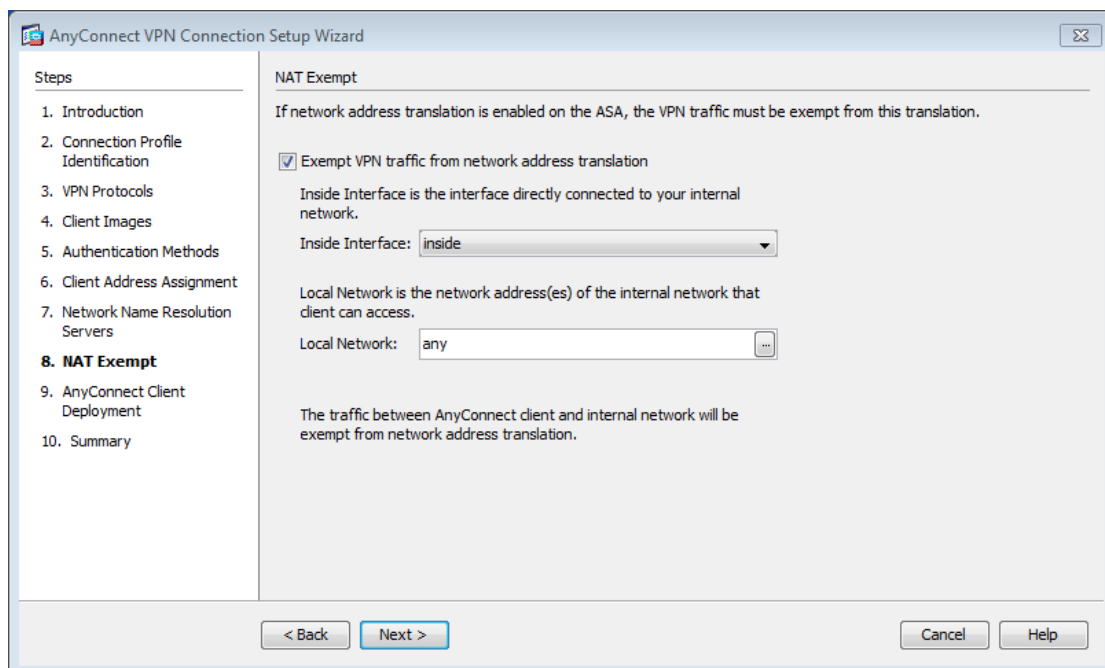 AnyConnect VPN Connection Setup Wizard
Steps
1. Introduction
2. Connection Profile
Identification
3. VPN Protocols
4. Client Images
5. Authentication Methods
6. Client Address Assignment
7. Network Name Resolution
Servers
8. NAT Exempt
9. AnyConnect Client
Deployment
10. Summary
NAT Exempt
If network address translation is enabled on the ASA, the VPN traffic must be exempt from this translation.
Exempt VPN traffic from network address translation
Inside Interface is the interface directly connected to your internal
network.
Inside Interface: inside
Local Network is the network address(es) of the internal network that
client can access.
Local Network: any ...
The traffic between AnyConnect client and internal network will be
exempt from network address translation.
< Back Next > Cancel Help